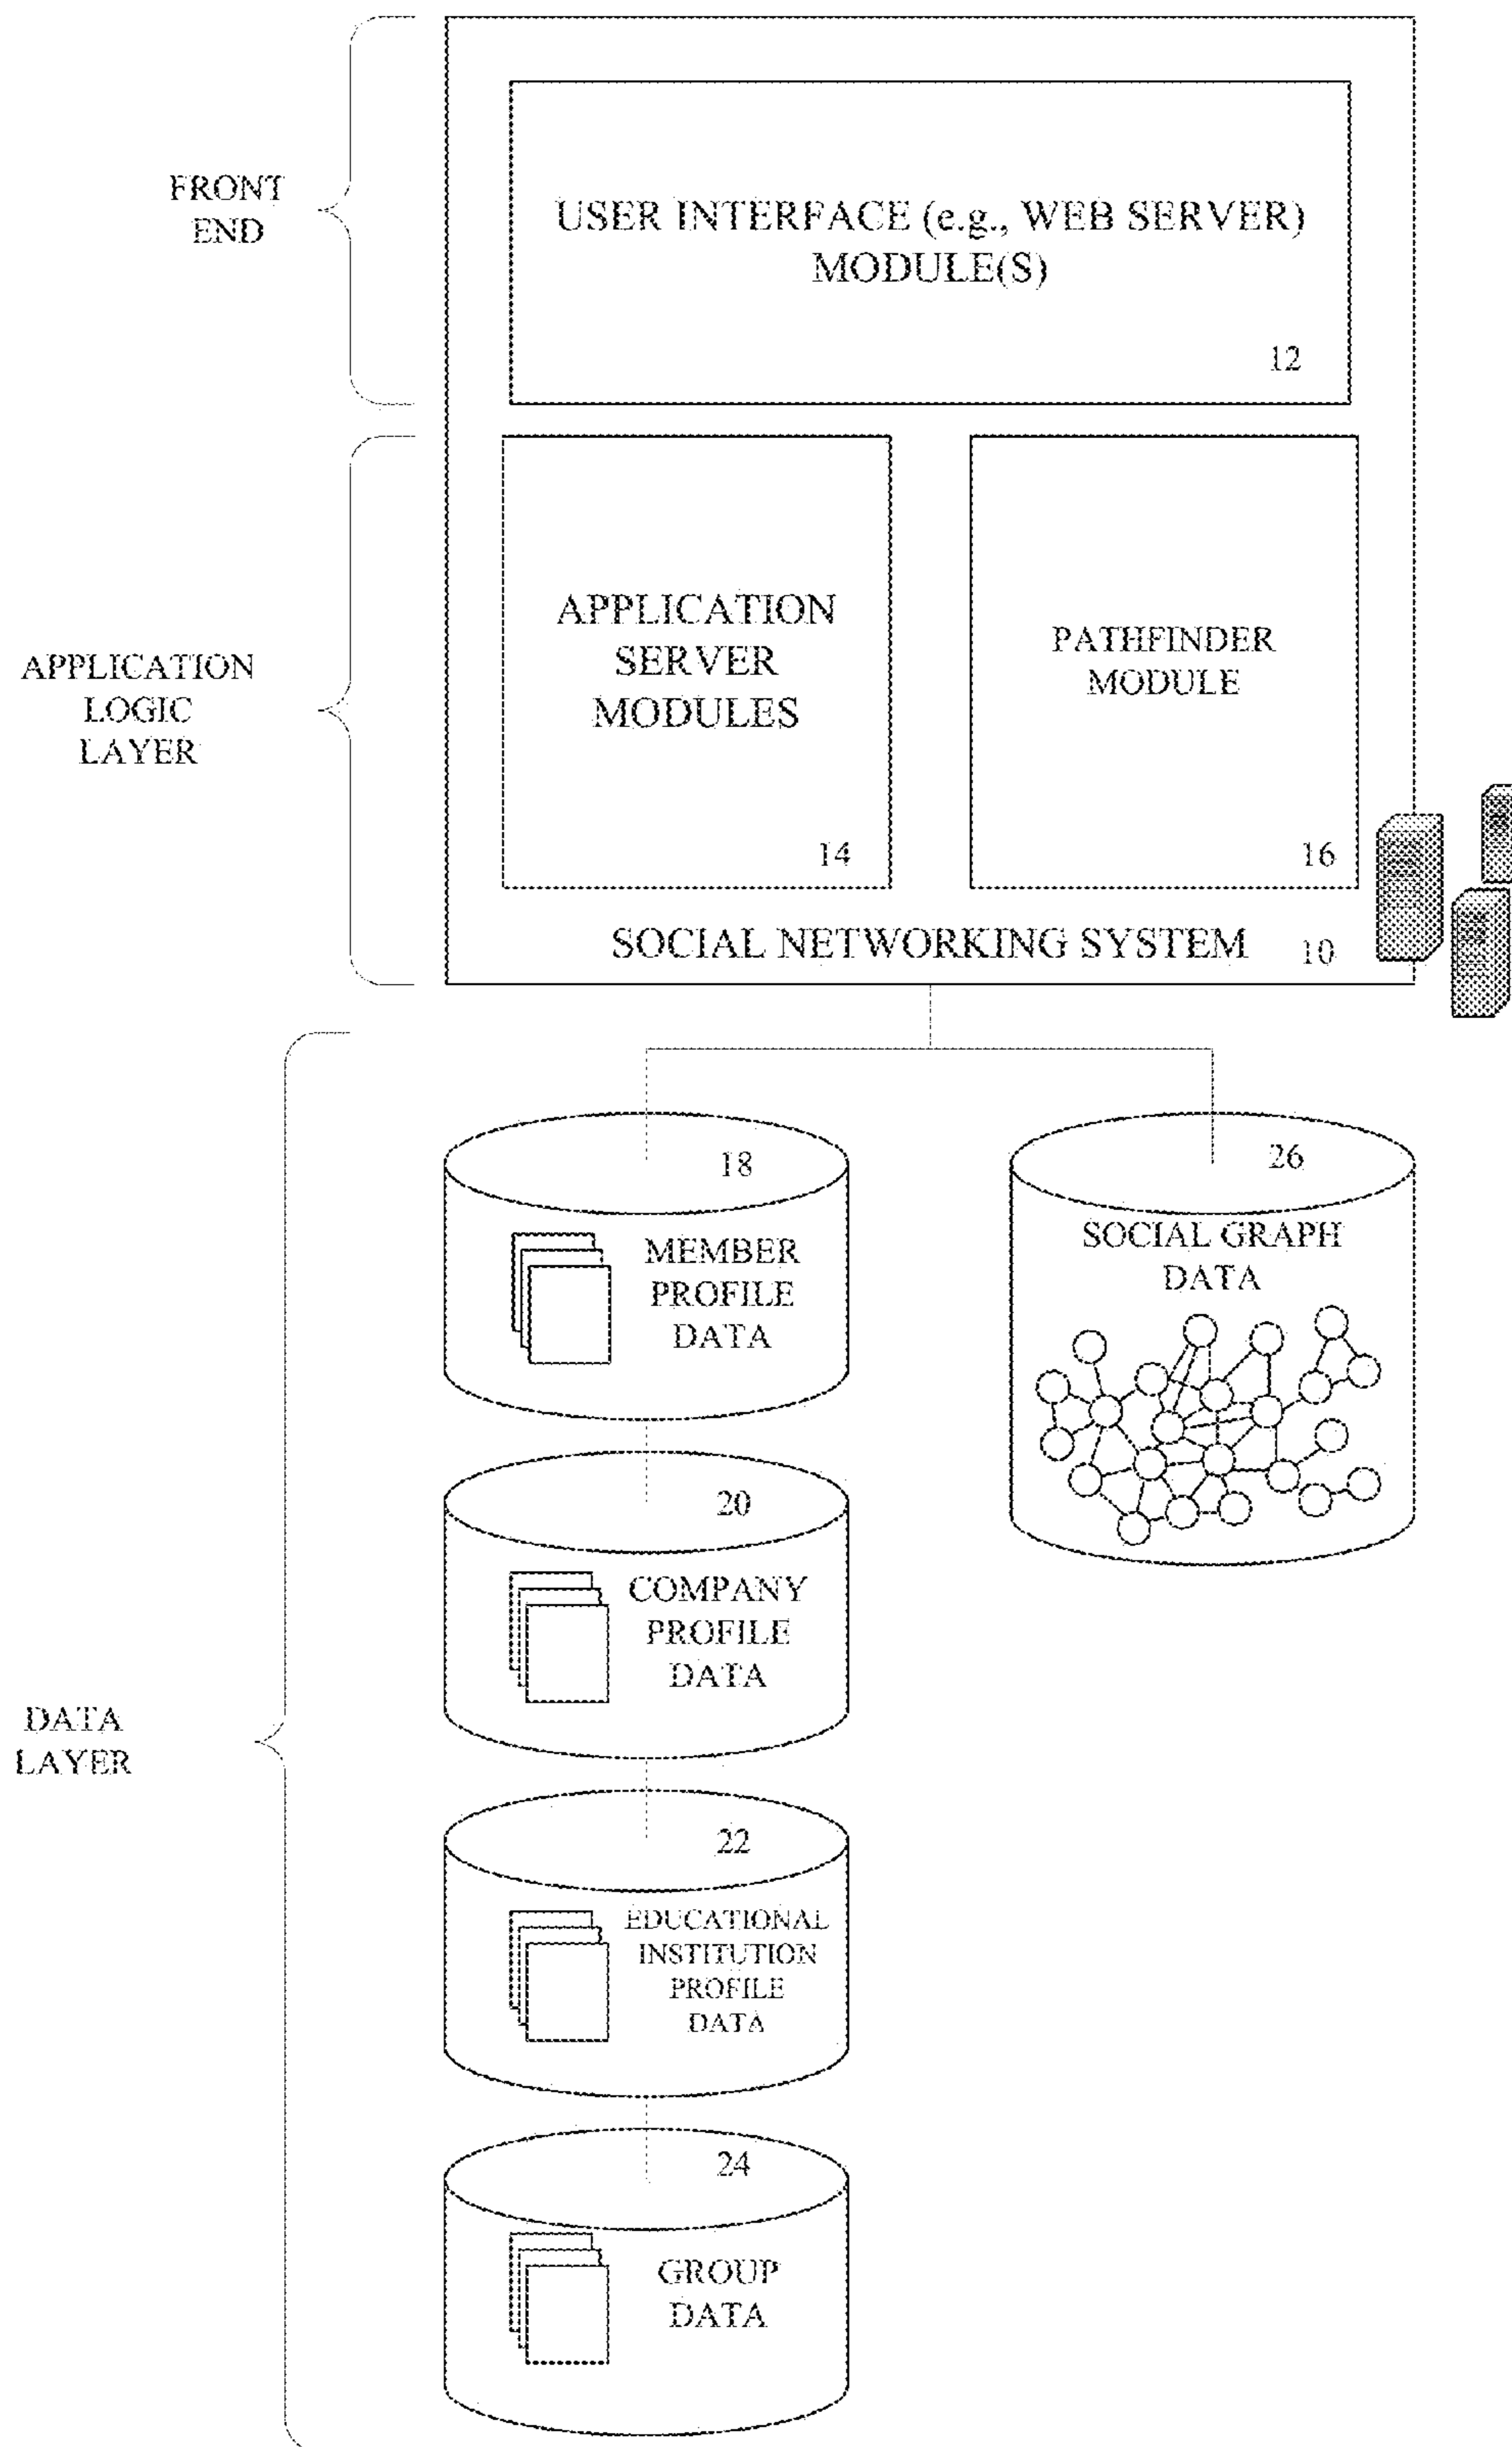 FRONT
END
USER INTERFACE (e.g., WEB SERVER)
MODULE(S)
12
APPLICATION
LOGIC
LAYER
APPLICATION
SERVER
MODULES
14
PATHFINDER
MODULE
16
SOCIAL NETWORKING SYSTEM
10
DATA
LAYER
18
MEMBER
PROFILE
DATA
26
SOCIAL GRAPH
DATA
20
COMPANY
PROFILE
DATA
22
EDUCATIONAL
INSTITUTION
PROFILE
DATA
24
GROUP
DATA